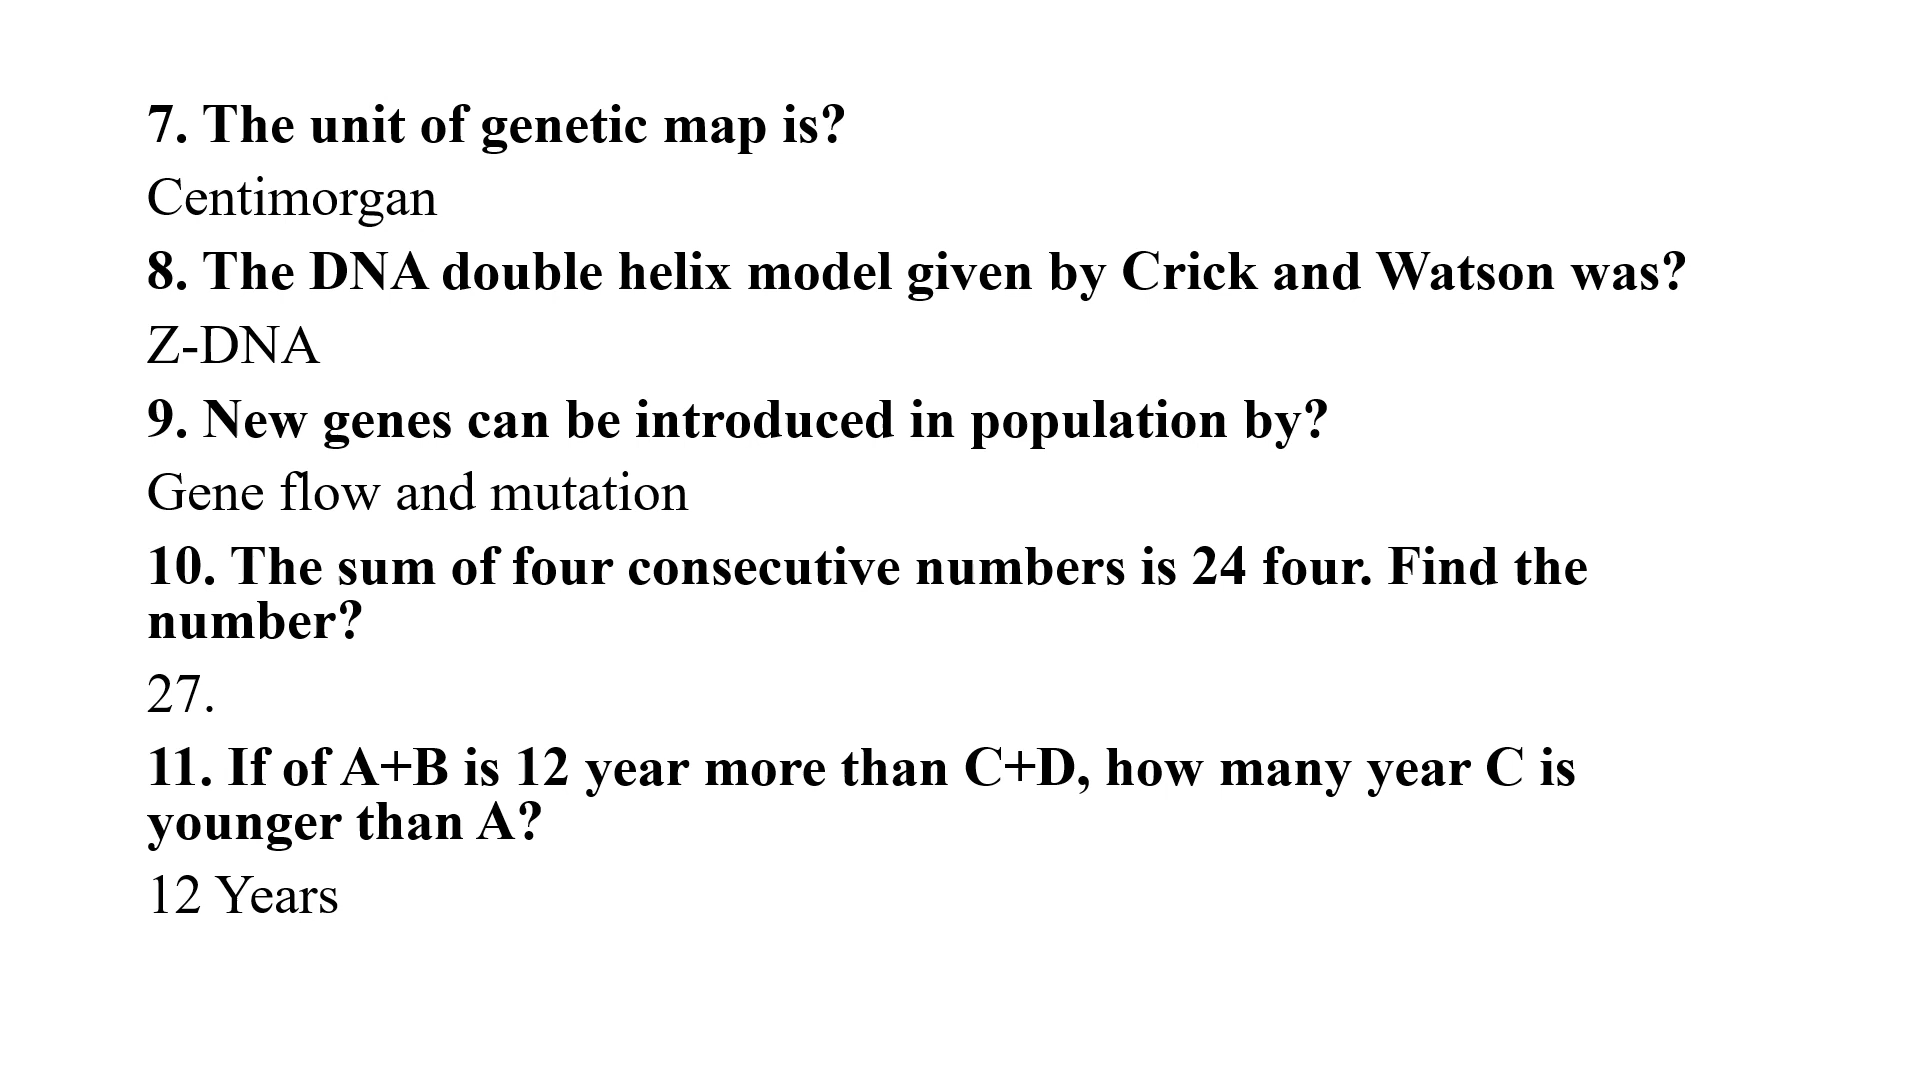 7. The unit of genetic map is?
Centimorgan
8. The DNA double helix model given by Crick and Watson was?
Z-DNA
9. New genes can be introduced in population by?
Gene flow and mutation
10. The sum of four consecutive numbers is 24 four. Find the
number?
27.
11. If of A+B is 12 year more than C+D, how many year C is
younger than A?
12 Years